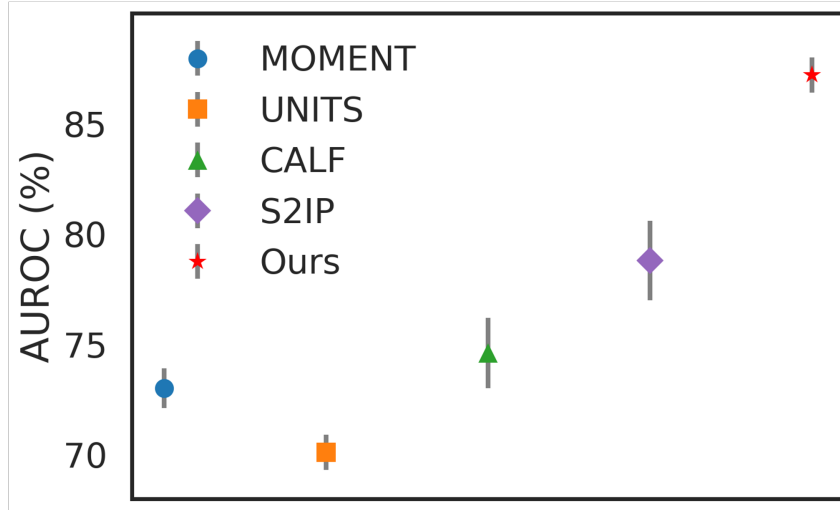 MOMENT
UNITS
CALF
S2IP
Ours
AUROC (%)
85
80
75
70